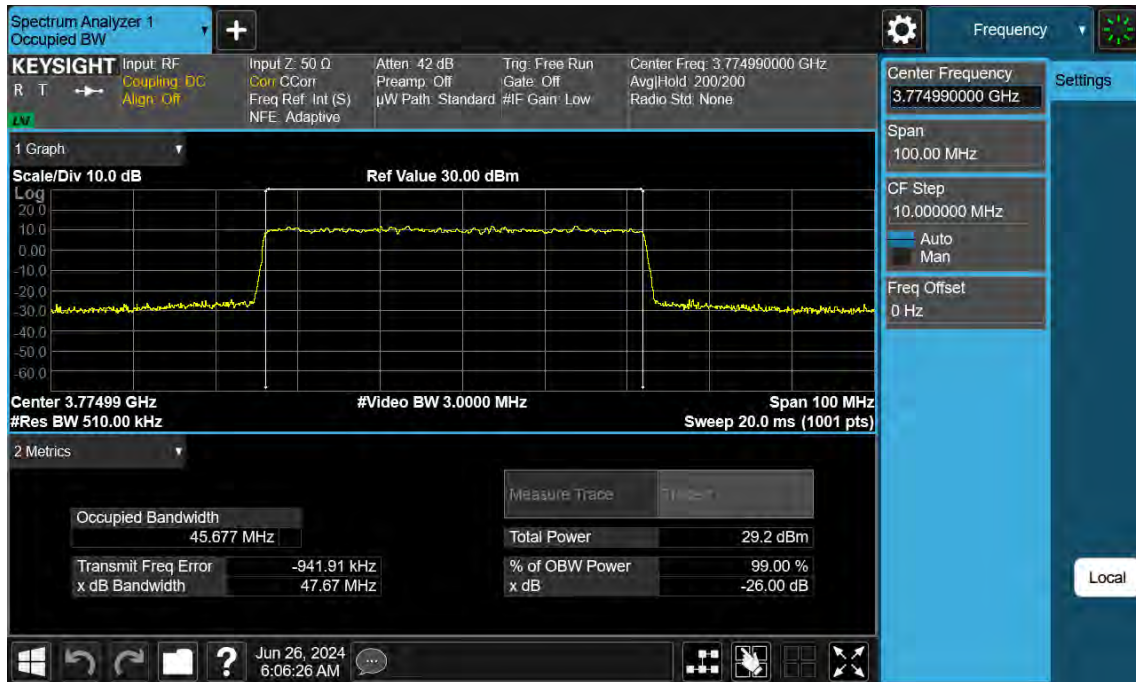 Spectrum Analyzer 1
Occupied BW
Frequency
KEYSIGHT
R T
LXI
Input: RF
Coupling: DC
Align: Off
Input Z: 50 Ω
Corr CCorr
Freq Ref: Int (S)
NFE: Adaptive
Atten: 42 dB
Preamp: Off
µW Path: Standard
Trig: Free Run
Gate: Off
#IF Gain: Low
Center Freq: 3.774990000 GHz
Avg|Hold: 200/200
Radio Std: None
Center Frequency
3.774990000 GHz
Settings
Span
100.00 MHz
CF Step
10.000000 MHz
Auto
Man
Freq Offset
0 Hz
Local
1 Graph
Scale/Div 10.0 dB
Ref Value 30.00 dBm
Log
20.0
10.0
0.00
-10.0
-20.0
-30.0
-40.0
-50.0
-60.0
Center 3.77499 GHz
#Video BW 3.0000 MHz
Span 100 MHz
#Res BW 510.00 kHz
Sweep 20.0 ms (1001 pts)
2 Metrics
Measure Trace
Occupied Bandwidth
45.677 MHz
Total Power
29.2 dBm
Transmit Freq Error
-941.91 kHz
% of OBW Power
99.00 %
x dB Bandwidth
47.67 MHz
x dB
-26.00 dB
?
Jun 26, 2024
6:06:26 AM